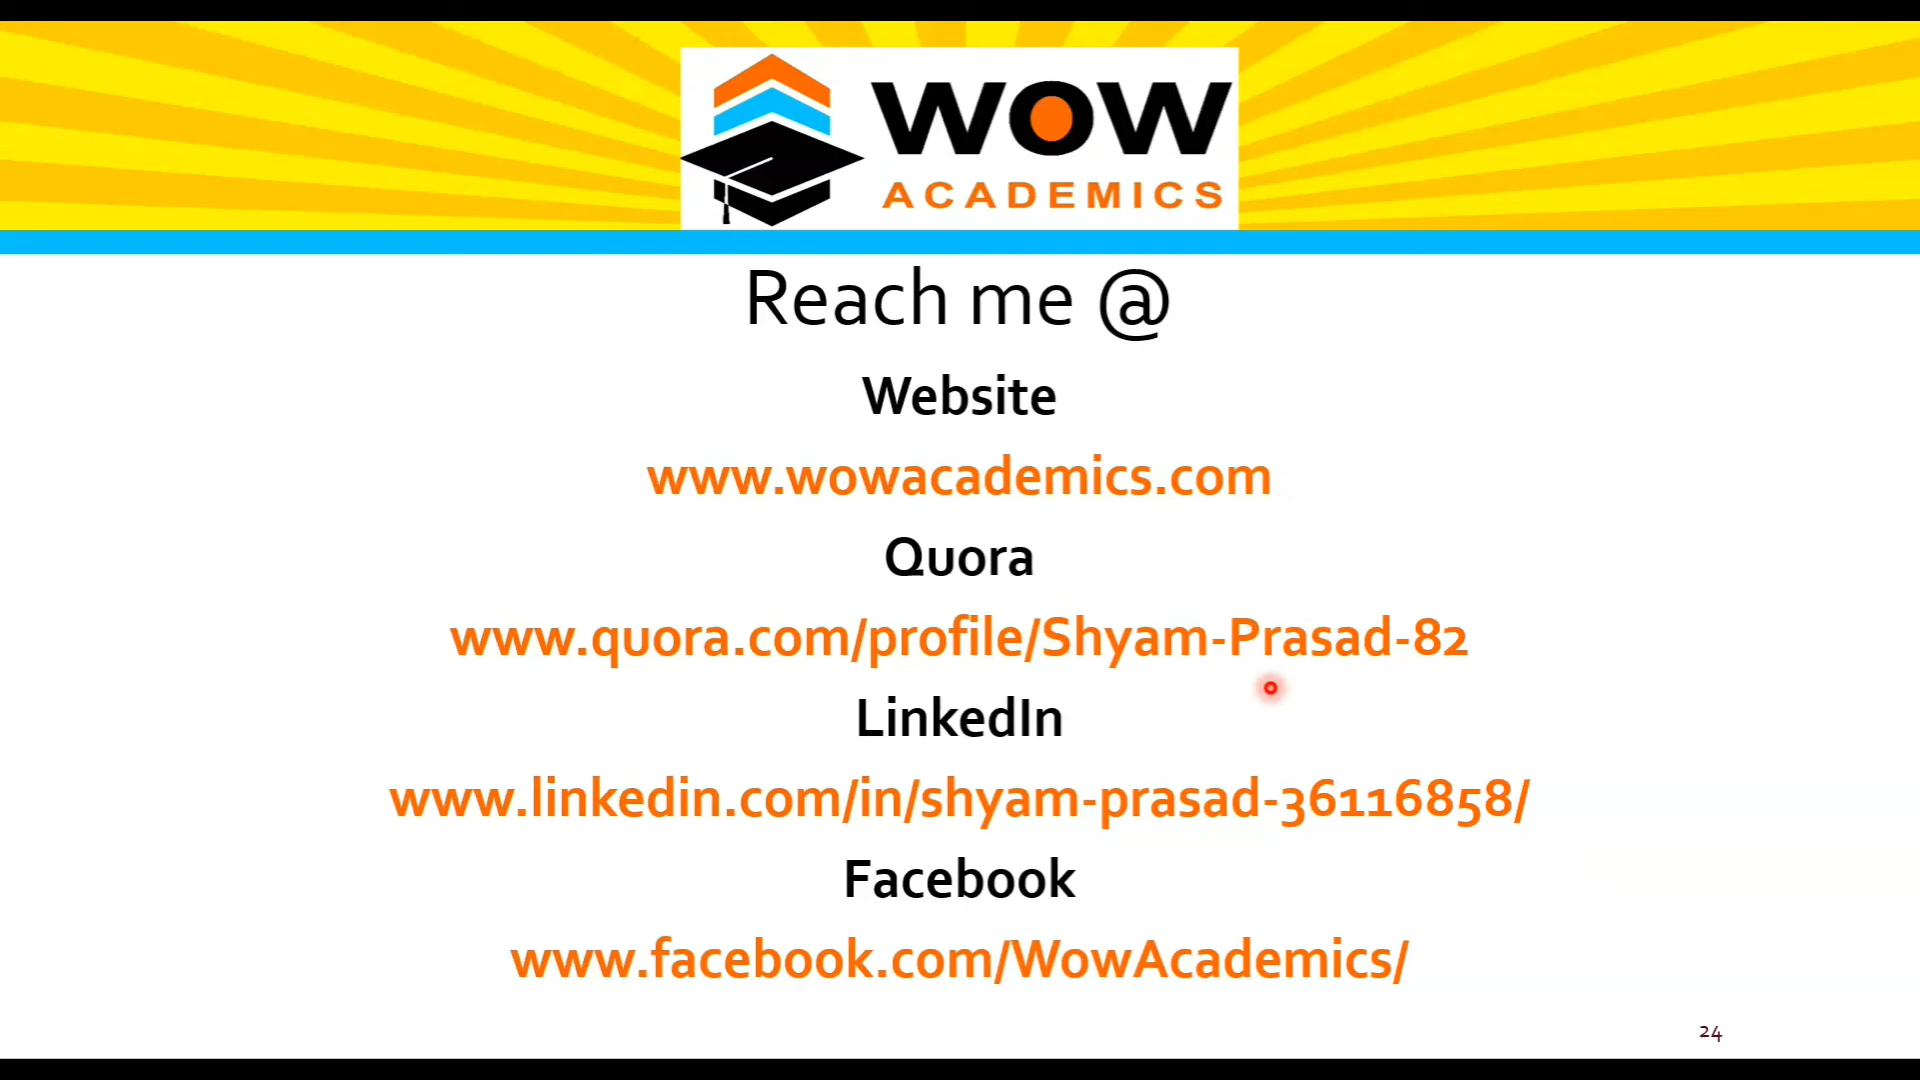 WOW
ACADEMICS
Reach me @
Website
www.wowacademics.com
Quora
www.quora.com/profile/Shyam-Prasad-82
LinkedIn
www.linkedin.com/in/shyam-prasad-36116858/
Facebook
www.facebook.com/WowAcademics/
24